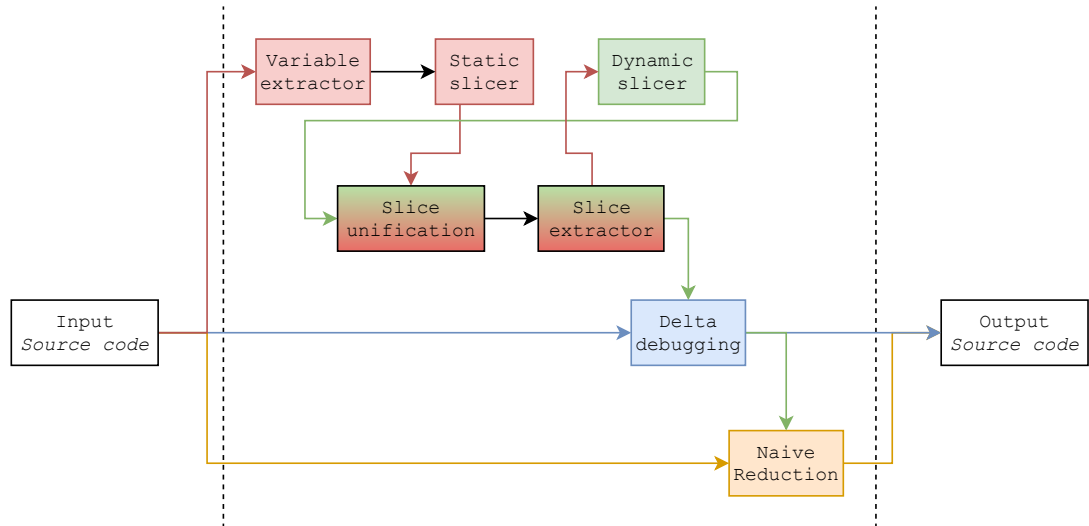 Variable
extractor
Static
slicer
Dynamic
slicer
Slice
unification
Slice
extractor
Input
Source code
Delta
debugging
Output
Source code
Naive
Reduction